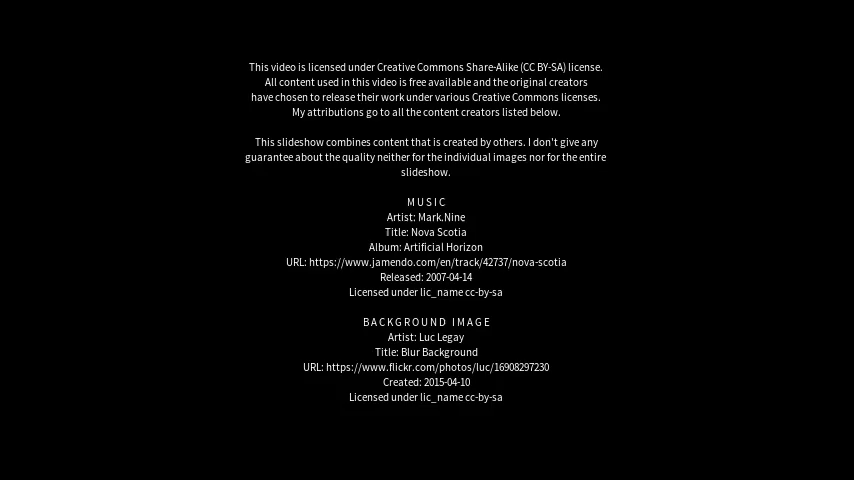 This video is licensed under Creative Commons Share-Alike (CC BY-SA) license.
All content used in this video is free available and the original creators
have chosen to release their work under various Creative Commons licenses.
My attributions go to all the content creators listed below.
This slideshow combines content that is created by others. I don't give any
guarantee about the quality neither for the individual images nor for the entire
slideshow.
MUSIC
Artist: Mark.Nine
Title: Nova Scotia
Album: Artificial Horizon
URL: https://www.jamendo.com/en/track/42737/nova-scotia
Released: 2007-04-14
Licensed under lic_name cc-by-sa
BACKGROUND IMAGE
Artist: Luc Legay
Title: Blur Background
URL: https://www.flickr.com/photos/luc/16908297230
Created: 2015-04-10
Licensed under lic_name cc-by-sa